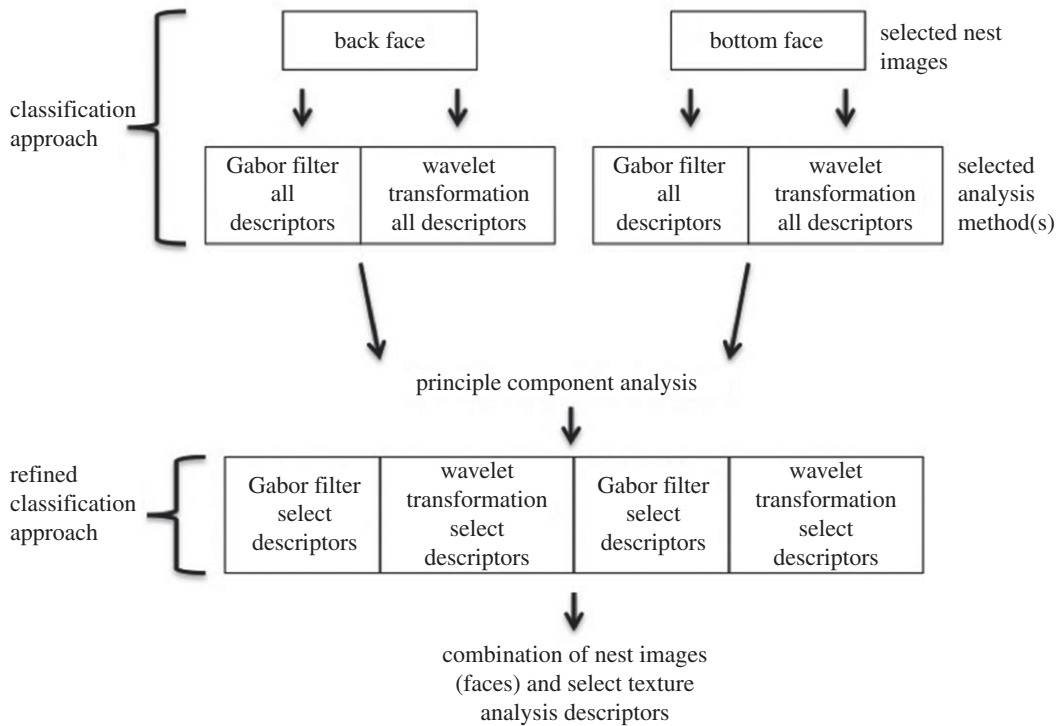 back face
bottom face
selected nest
images
classification
approach
Gabor filter
all
descriptors
wavelet
transformation
all descriptors
Gabor filter
all
descriptors
wavelet
transformation
all descriptors
selected
analysis
method(s)
principle component analysis
refined
classification
approach
Gabor filter
select
descriptors
wavelet
transformation
select
descriptors
Gabor filter
select
descriptors
wavelet
transformation
select
descriptors
combination of nest images
(faces) and select texture
analysis descriptors